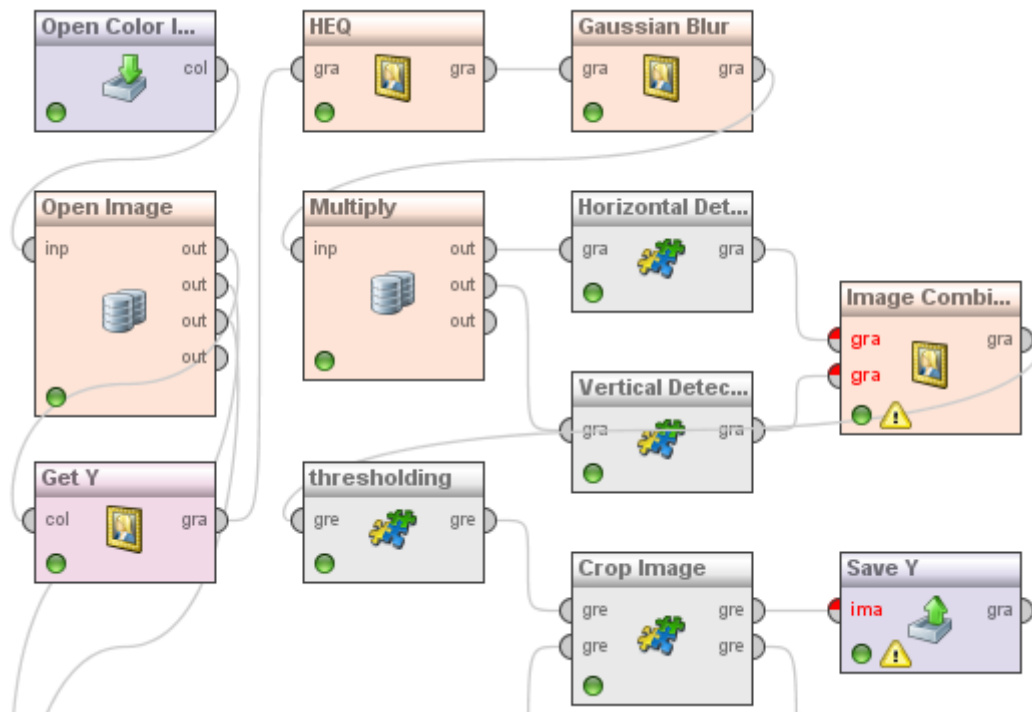 Open Color I...
col
HEQ
gra gra
Gaussian Blur
gra gra
Open Image
inp out
out
out
out
Multiply
inp out
out
out
Horizontal Det...
gra gra
Image Combi...
gra gra
gra
Vertical Detec...
gra gra
Get Y
col gra
thresholding
gre gre
Crop Image
gre gre
gre gre
Save Y
ima gra